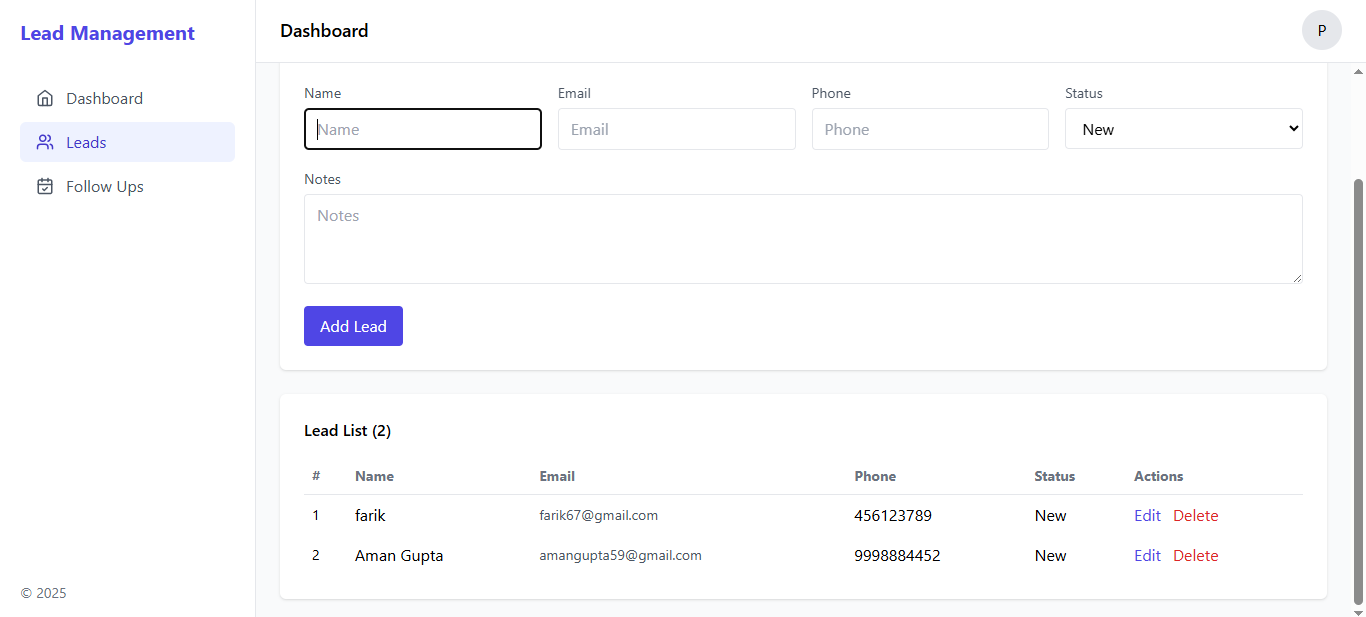 Lead Management
Dashboard
Leads
Follow Ups
© 2025
Dashboard
P
Name Email Phone Status
Name Email Phone New
Notes
Notes
Add Lead
Lead List (2)
# Name Email Phone Status Actions
1 farik farik67@gmail.com 456123789 New Edit Delete
2 Aman Gupta amangupta59@gmail.com 9998884452 New Edit Delete